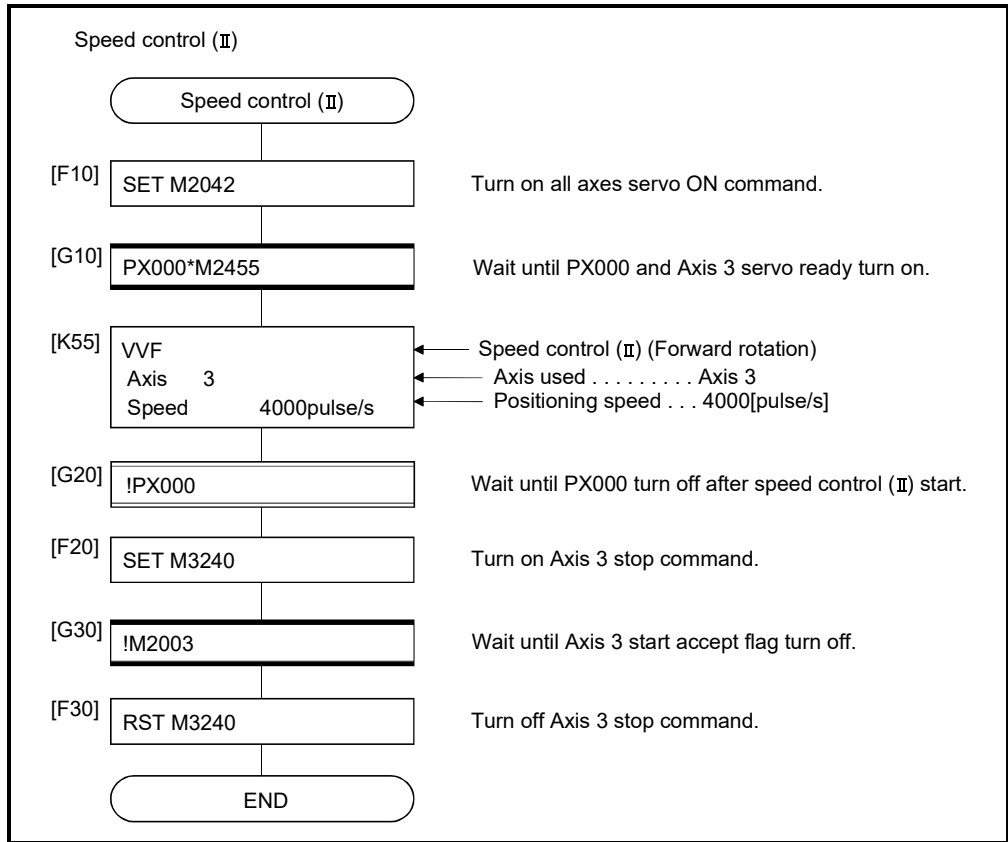 Speed control (Ⅱ)
Speed control (Ⅱ)
[F10] SET M2042 Turn on all axes servo ON command.
[G10] PX000*M2455 Wait until PX000 and Axis 3 servo ready turn on.
[K55] VVF Speed control (Ⅱ) (Forward rotation)
Axis 3 Axis used . . . . . . . . . Axis 3
Speed 4000pulse/s Positioning speed . . . 4000[pulse/s]
[G20] !PX000 Wait until PX000 turn off after speed control (Ⅱ) start.
[F20] SET M3240 Turn on Axis 3 stop command.
[G30] !M2003 Wait until Axis 3 start accept flag turn off.
[F30] RST M3240 Turn off Axis 3 stop command.
END